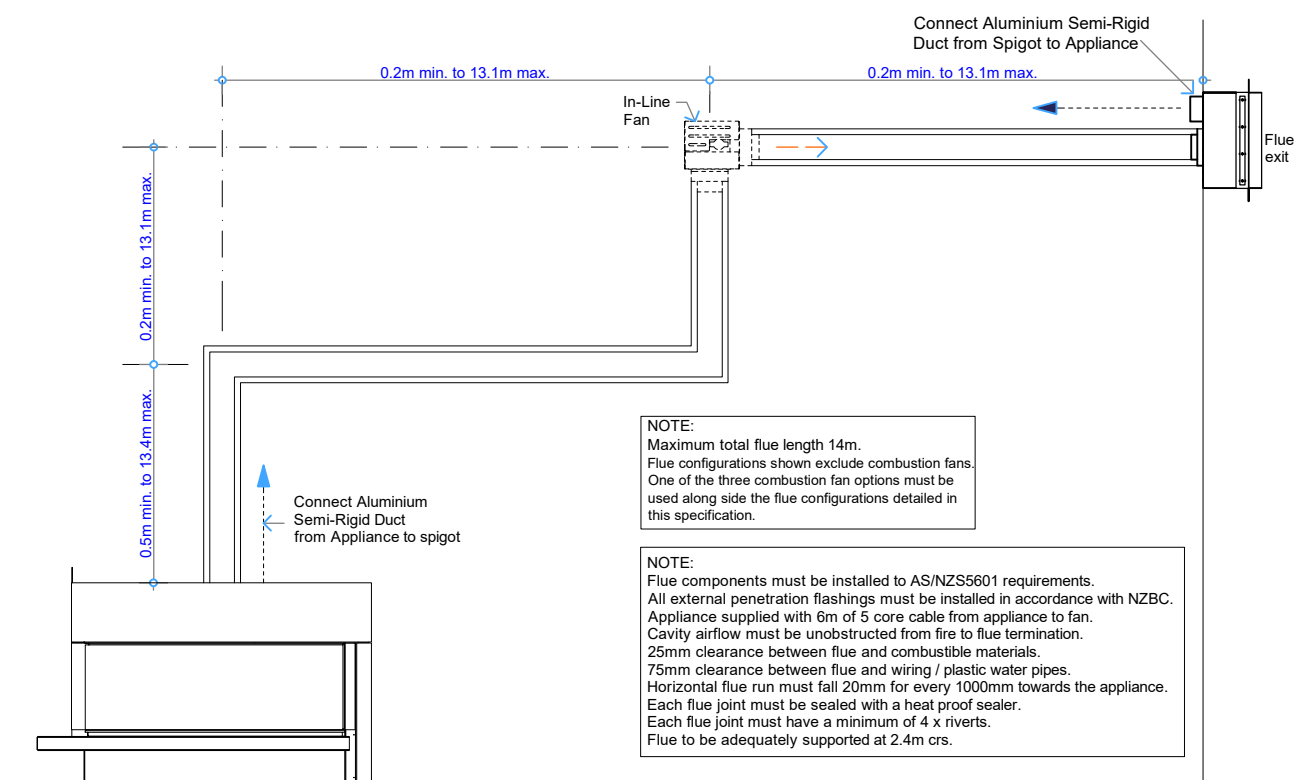 Connect Aluminium Semi-Rigid
Duct from Spigot to Appliance
0.2m min. to 13.1m max.
0.2m min. to 13.1m max.
In-Line
Fan
Flue
exit
0.2m min. to 13.1m max.
0.5m min. to 13.4m max.
Connect Aluminium
Semi-Rigid Duct
from Appliance to spigot
NOTE:
Maximum total flue length 14m.
Flue configurations shown exclude combustion fans.
One of the three combustion fan options must be
used along side the flue configurations detailed in
this specification.
NOTE:
Flue components must be installed to AS/NZS5601 requirements.
All external penetration flashings must be installed in accordance with NZBC.
Appliance supplied with 6m of 5 core cable from appliance to fan.
Cavity airflow must be unobstructed from fire to flue termination.
25mm clearance between flue and combustible materials.
75mm clearance between flue and wiring / plastic water pipes.
Horizontal flue run must fall 20mm for every 1000mm towards the appliance.
Each flue joint must be sealed with a heat proof sealer.
Each flue joint must have a minimum of 4 x riverts.
Flue to be adequately supported at 2.4m crs.